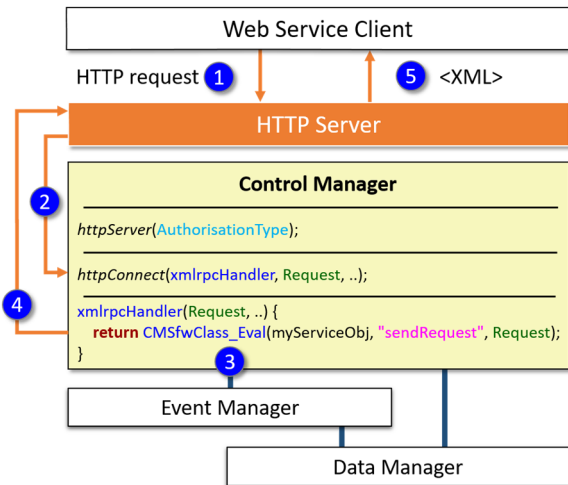 Web Service Client
HTTP request 1
5 <XML>
HTTP Server
Control Manager
2
httpServer(AuthorisationType);
httpConnect(xmlrpcHandler, Request, ..);
4
xmlrpcHandler(Request, ..) {
return CMSfwClass_Eval(myServiceObj, "sendRequest", Request);
}
3
Event Manager
Data Manager